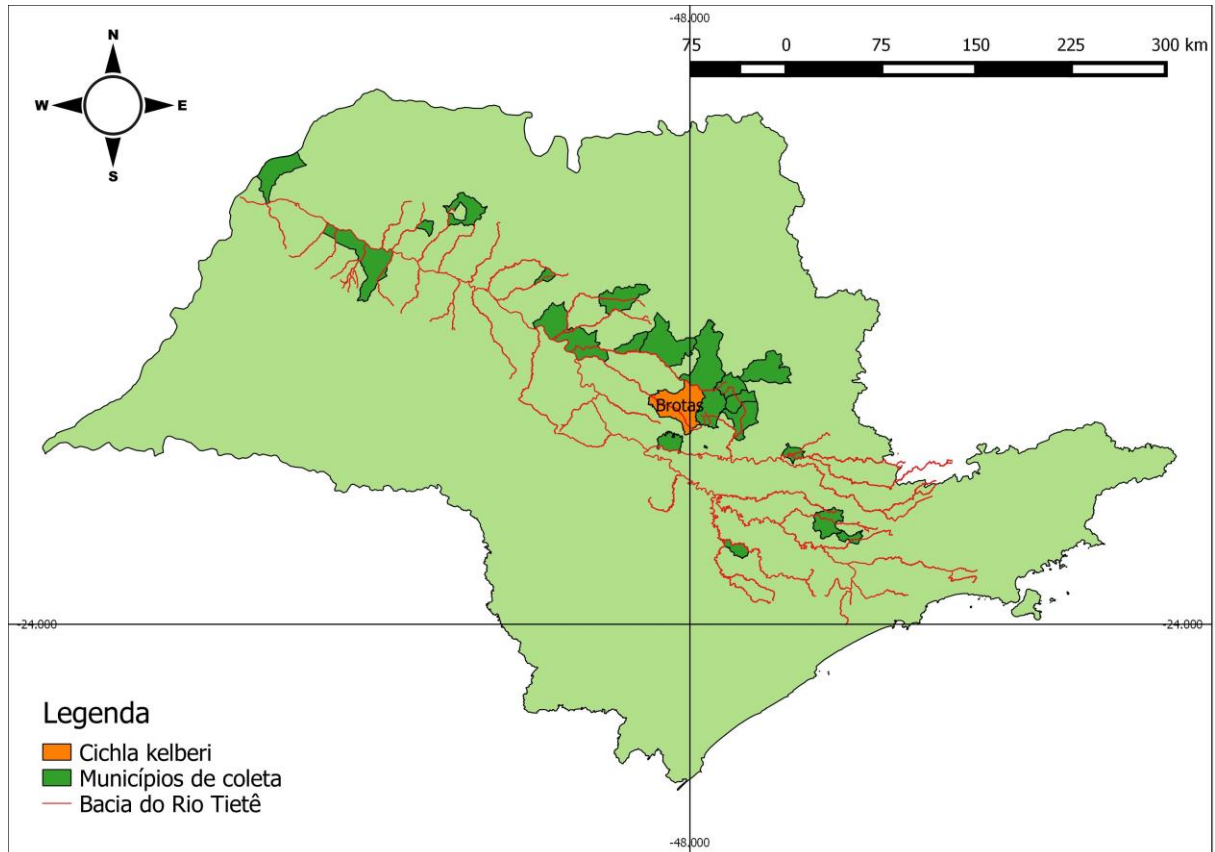 -48.000
N
W
E
S
75 0 75 150 225 300 km
Brotas
-24.000
-24.000
Legenda
Cichla kelberi
Municípios de coleta
Bacia do Rio Tietê
-48.000